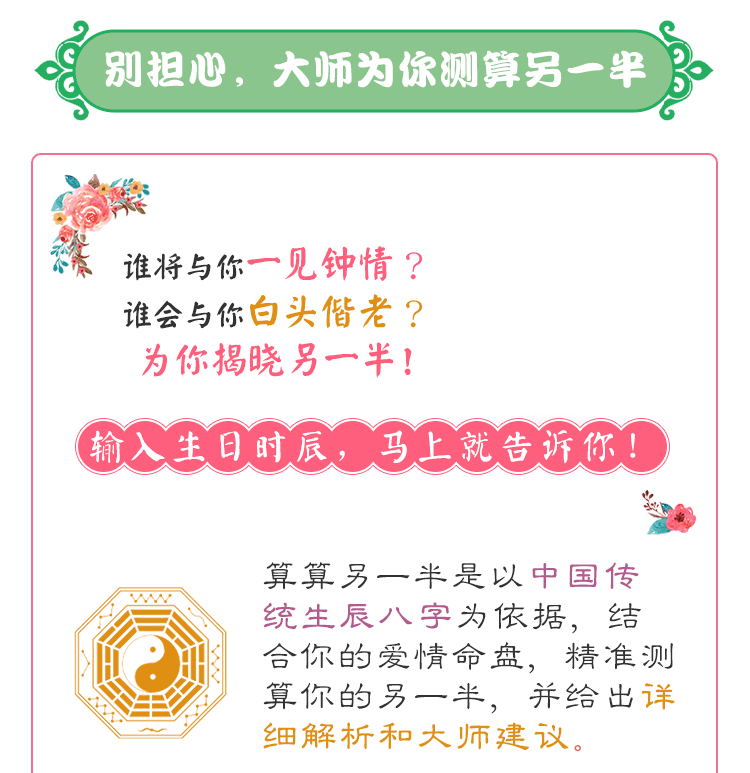 别担心，大师为你测算另一半
谁将与你一见钟情？
谁会与你白头偕老？
为你揭晓另一半！
输入生日时辰，马上就告诉你！
算算另一半是以中国传
统生辰八字为依据，结
合你的爱情命盘，精准测
算你的另一半，并给出详
细解析和大师建议。